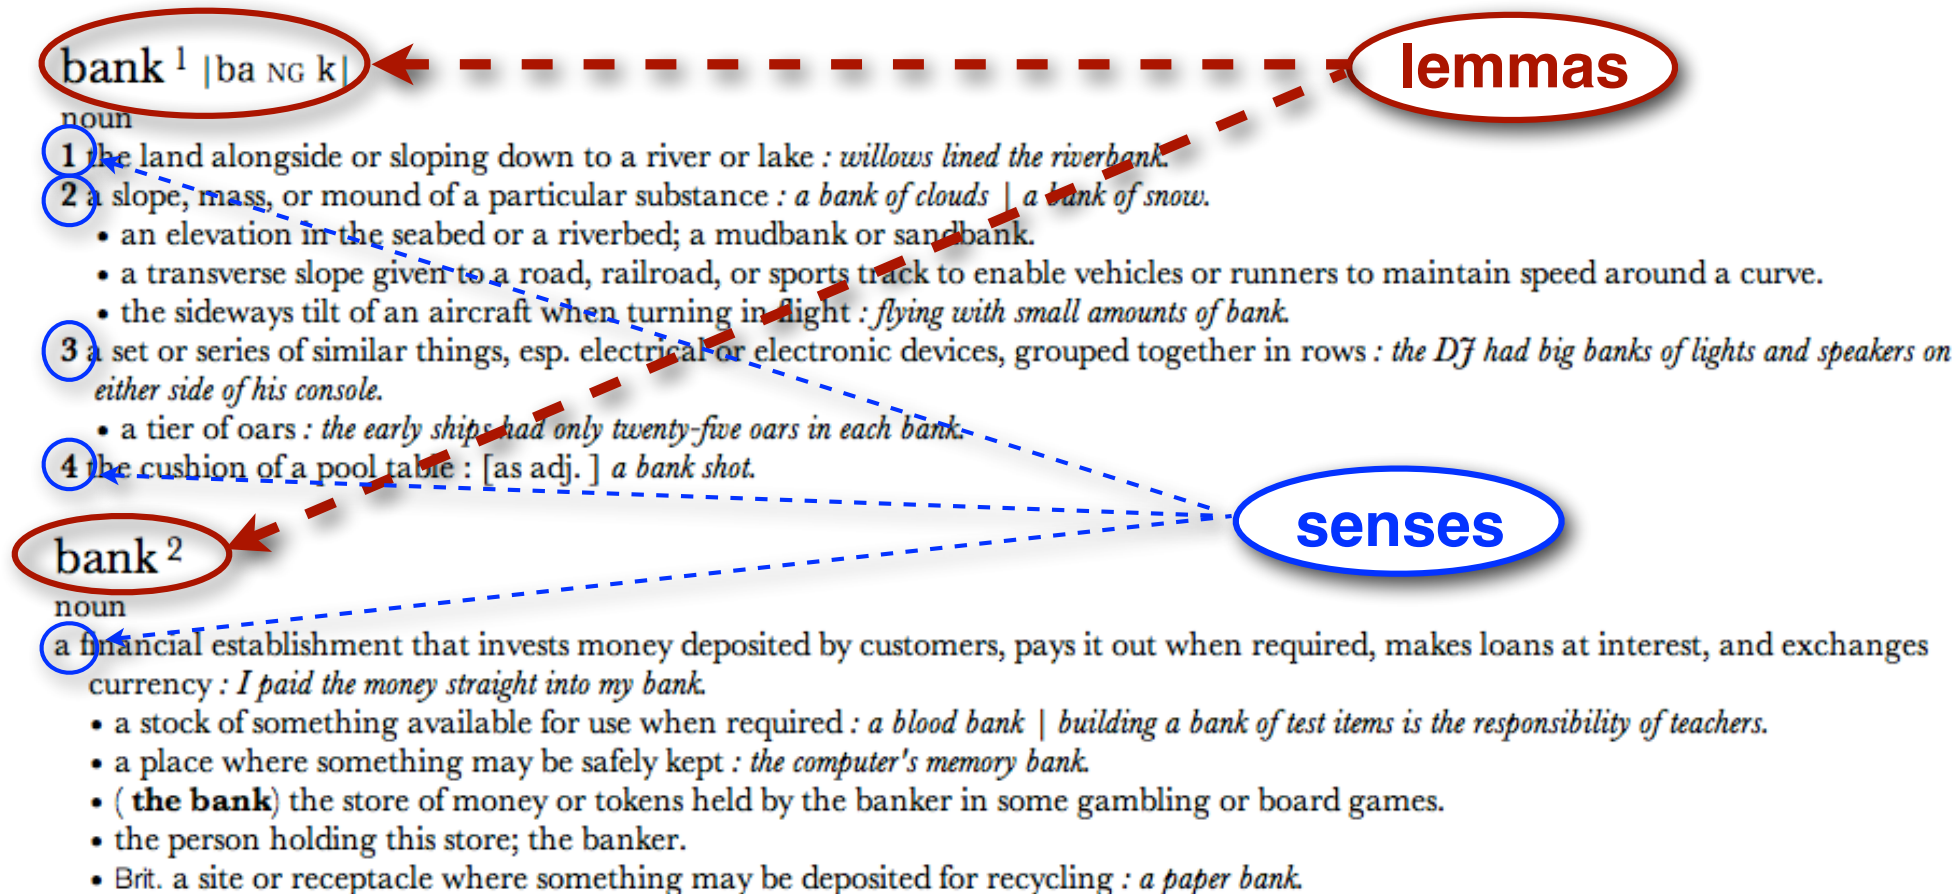 bank 1 |ba NG k|
lemmas
noun
1 the land alongside or sloping down to a river or lake : willows lined the riverbank.
2 a slope, mass, or mound of a particular substance : a bank of clouds | a bank of snow.
• an elevation in the seabed or a riverbed; a mudbank or sandbank.
• a transverse slope given to a road, railroad, or sports track to enable vehicles or runners to maintain speed around a curve.
• the sideways tilt of an aircraft when turning in flight : flying with small amounts of bank.
3 a set or series of similar things, esp. electrical or electronic devices, grouped together in rows : the DJ had big banks of lights and speakers on
either side of his console.
• a tier of oars : the early ships had only twenty-five oars in each bank.
4 the cushion of a pool table : [as adj. ] a bank shot.
senses
bank 2
noun
a financial establishment that invests money deposited by customers, pays it out when required, makes loans at interest, and exchanges
currency : I paid the money straight into my bank.
• a stock of something available for use when required : a blood bank | building a bank of test items is the responsibility of teachers.
• a place where something may be safely kept : the computer's memory bank.
• ( the bank) the store of money or tokens held by the banker in some gambling or board games.
• the person holding this store; the banker.
• Brit. a site or receptacle where something may be deposited for recycling : a paper bank.